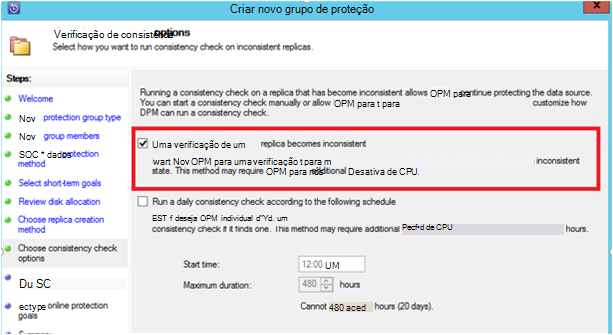 Criar novo grupo de proteção
Verificação de consistência options
Select how you want to run consistency check on inconsistent replicas.
Steps:
Welcome
Nov protection group type
Nov group members
SOC * dados protection
method
Select short-term goals
Review disk allocation
Choose replica creation
method
Choose consistency check
options
Du SC
ectype online protection
goals
Running a consistency check on a replica that has become inconsistent allows OPM para continue protecting the data source.
You can start a consistency check manually or allow OPM para t para customize how
DPM can run a consistency check.
Uma verificação de um replica becomes inconsistent
wart Nov OPM para uma verificação t para m inconsistent
state. This method may require OPM para nós additional Desativa de CPU.
Run a daily consistency check according to the following schedule
EST f deseja OPM individual d"Yd. um
consistency check if it finds one. This method may require additional Pecf*d de CPU hours.
Start time: 12:00 UM
Maximum duration: 480 hours
Cannot 480 aced hours (20 days).